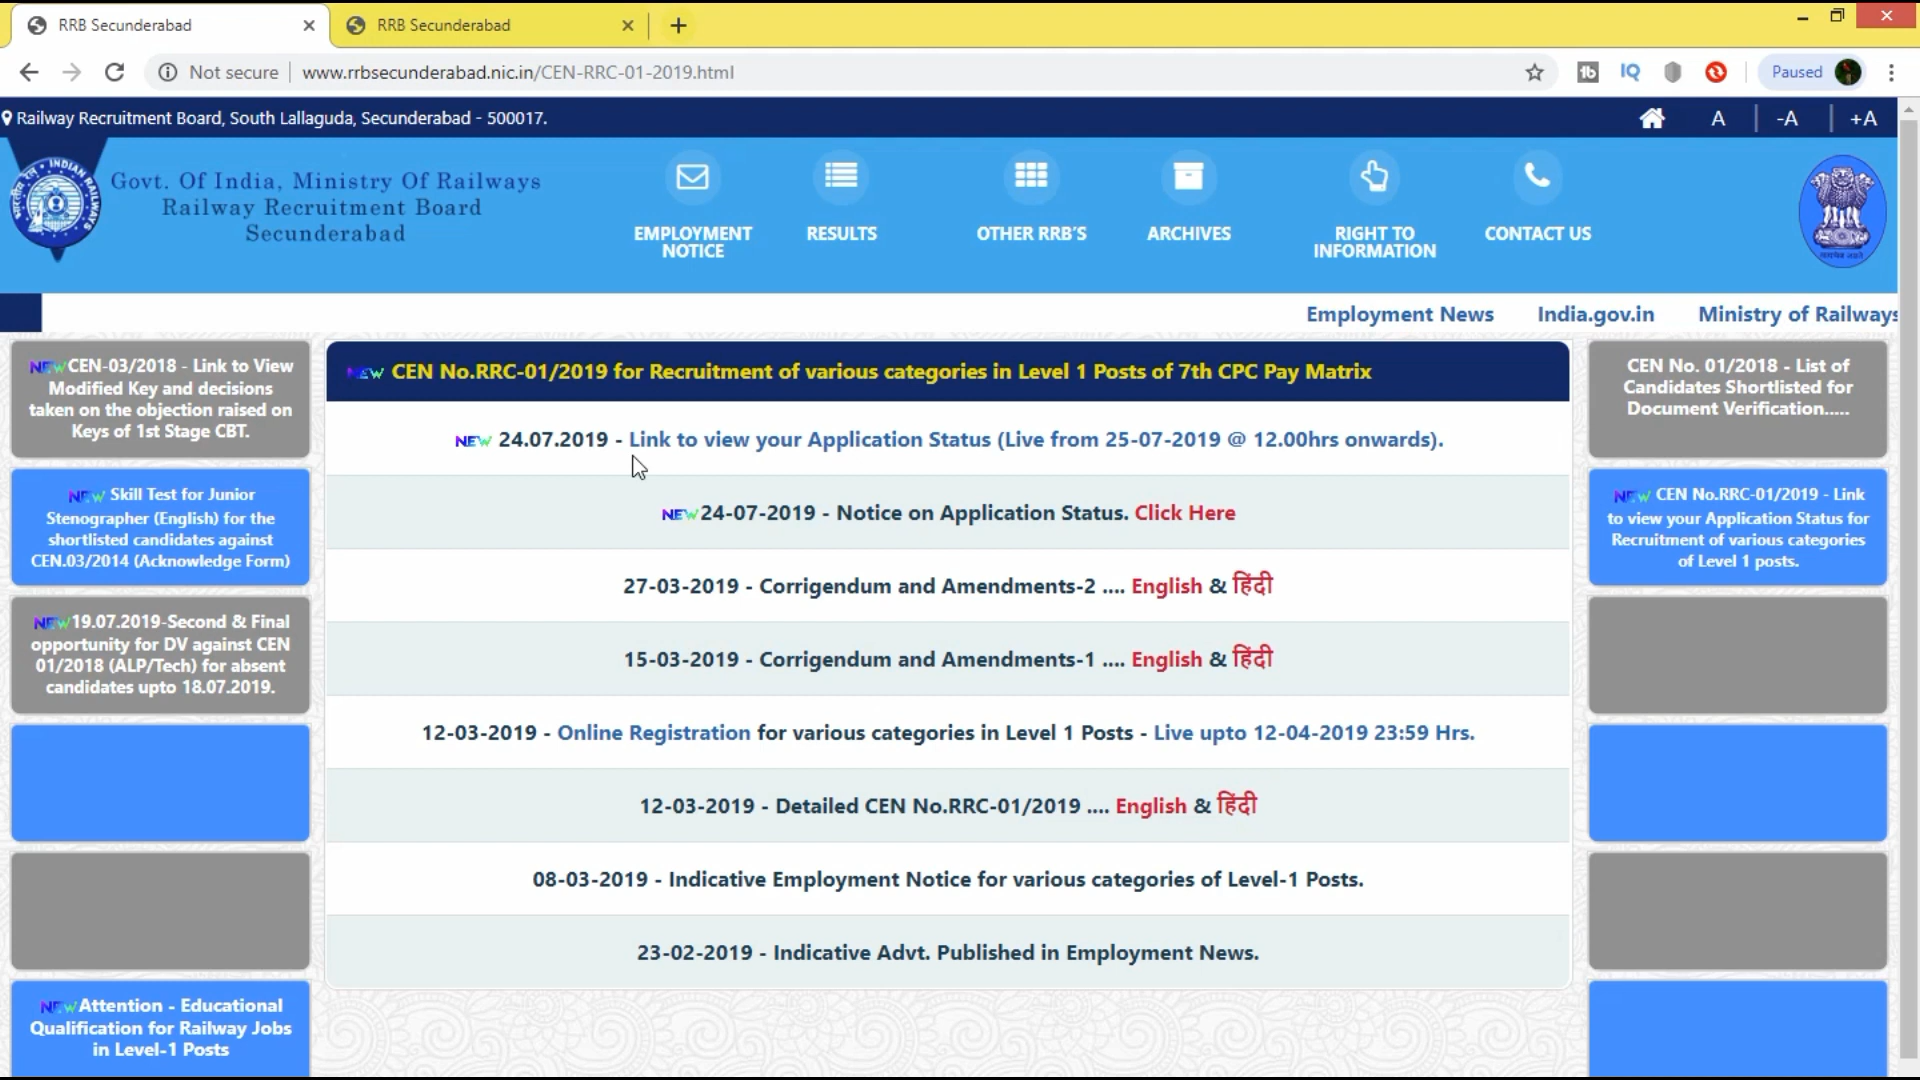 RRB Secunderabad
RRB Secunderabad
Not secure
www.rrbsecunderabad.nic.in/CEN-RRC-01-2019.html
Paused
Railway Recruitment Board, South Lallaguda, Secunderabad - 500017.
A
-A
+A
Govt. Of India, Ministry Of Railways
Railway Recruitment Board
Secunderabad
EMPLOYMENT
NOTICE
RESULTS
OTHER RRB'S
ARCHIVES
RIGHT TO
INFORMATION
CONTACT US
Employment News
India.gov.in
Ministry of Railways
NEW CEN-03/2018 - Link to View
Modified Key and decisions
taken on the objection raised on
Keys of 1st Stage CBT.
NEW Skill Test for Junior
Stenographer (English) for the
shortlisted candidates against
CEN.03/2014 (Acknowledge Form)
NEW 19.07.2019-Second & Final
opportunity for DV against CEN
01/2018 (ALP/Tech) for absent
candidates upto 18.07.2019.
NEW Attention - Educational
Qualification for Railway Jobs
in Level-1 Posts
NEW CEN No.RRC-01/2019 for Recruitment of various categories in Level 1 Posts of 7th CPC Pay Matrix
NEW 24.07.2019 - Link to view your Application Status (Live from 25-07-2019 @ 12.00hrs onwards).
NEW 24-07-2019 - Notice on Application Status. Click Here
27-03-2019 - Corrigendum and Amendments-2 .... English & हिंदी
15-03-2019 - Corrigendum and Amendments-1 .... English & हिंदी
12-03-2019 - Online Registration for various categories in Level 1 Posts - Live upto 12-04-2019 23:59 Hrs.
12-03-2019 - Detailed CEN No.RRC-01/2019 .... English & हिंदी
08-03-2019 - Indicative Employment Notice for various categories of Level-1 Posts.
23-02-2019 - Indicative Advt. Published in Employment News.
CEN No. 01/2018 - List of
Candidates Shortlisted for
Document Verification.....
NEW CEN No.RRC-01/2019 - Link
to view your Application Status for
Recruitment of various categories
of Level 1 posts.